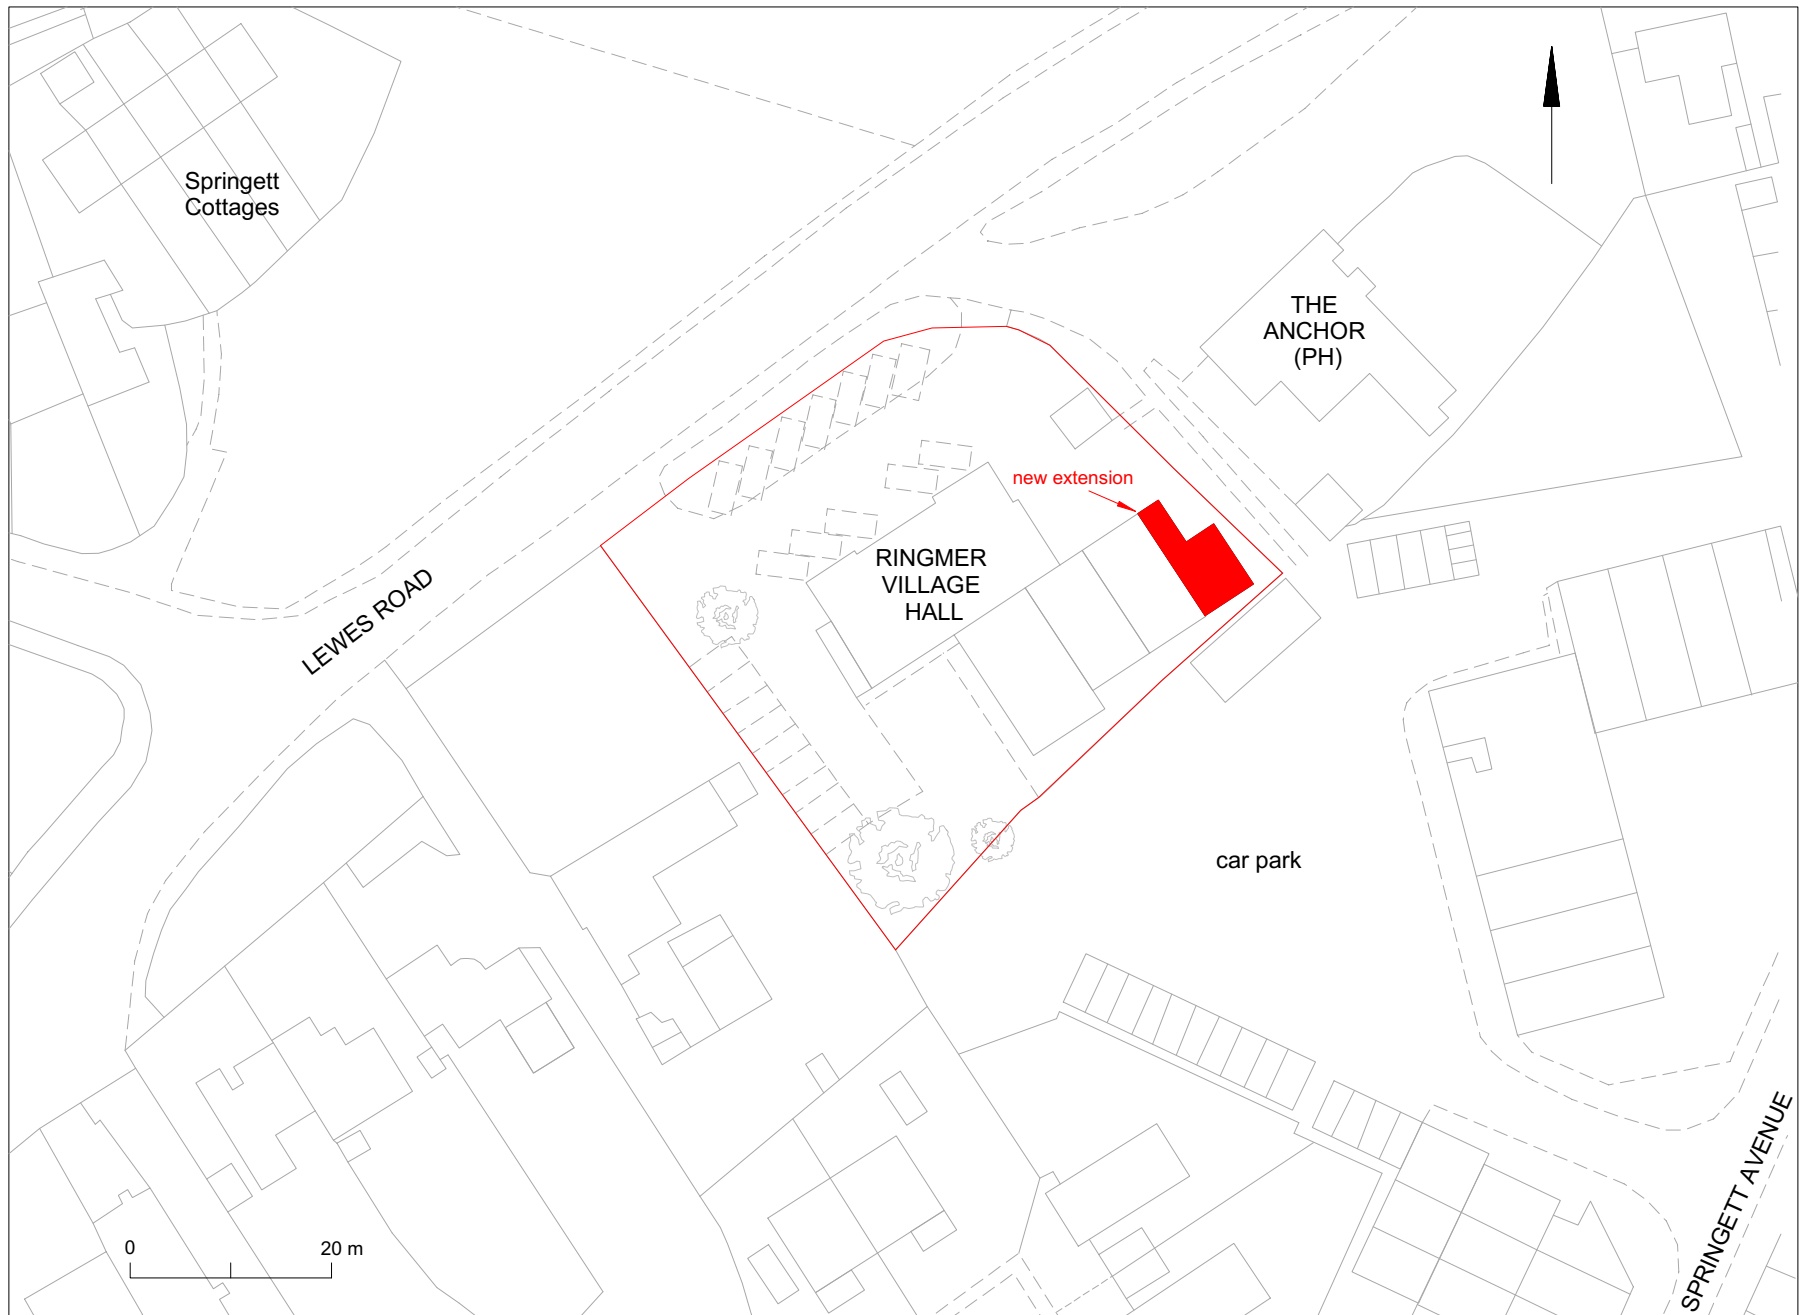 Springett
Cottages
THE
ANCHOR
(PH)
new extension
RINGMER
VILLAGE
HALL
LEWES ROAD
car park
SPRINGETT AVENUE
0
20 m